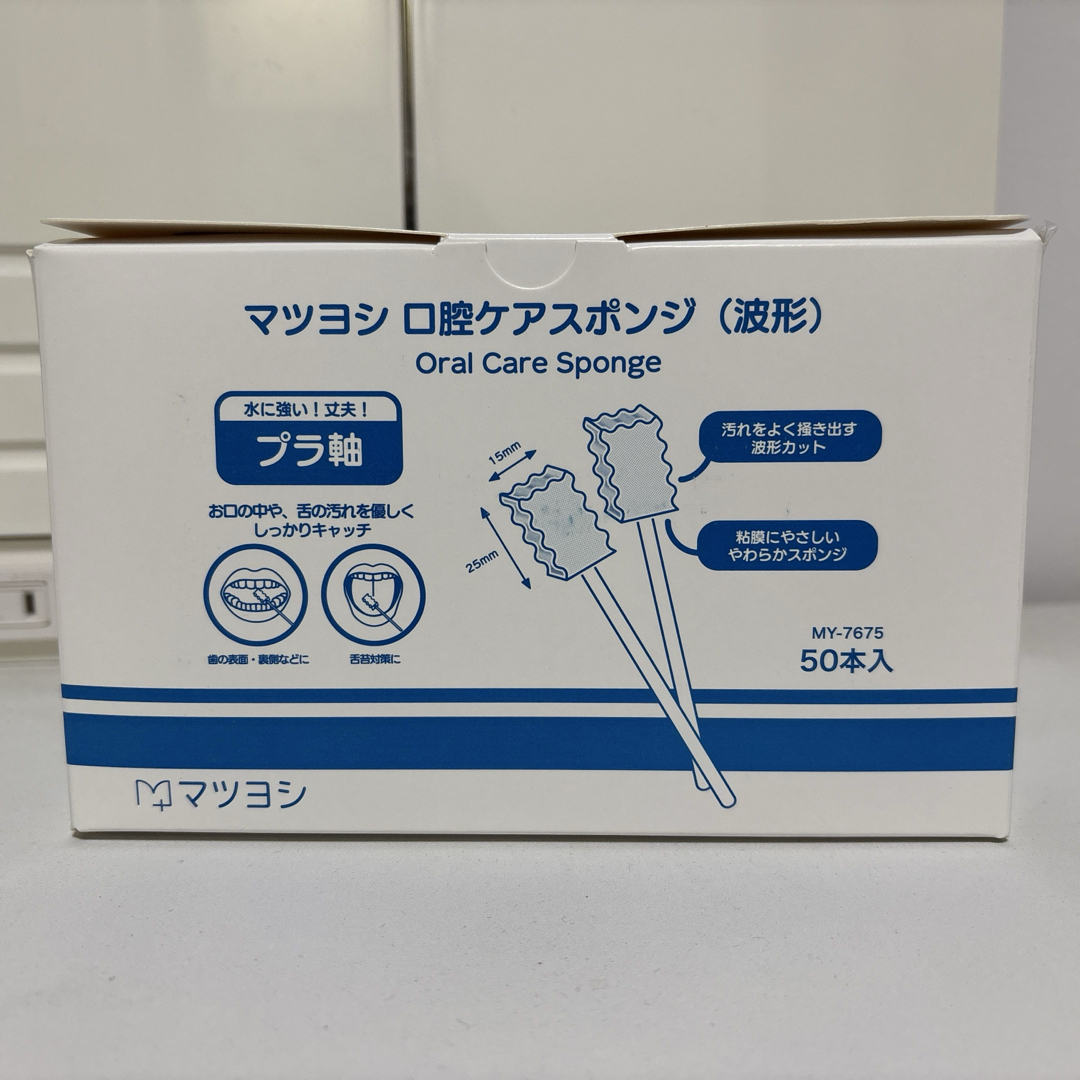 マツヨシ 口腔ケアスポンジ（波形）
Oral Care Sponge
水に強い！丈夫！
プラ軸
お口の中や、舌の汚れを優しく
しっかりキャッチ
歯の表面・裏側などに
舌苔対策に
15mm
25mm
汚れをよく掻き出す
波形カット
粘膜にやさしい
やわらかスポンジ
MY-7675
50本入
マツヨシ